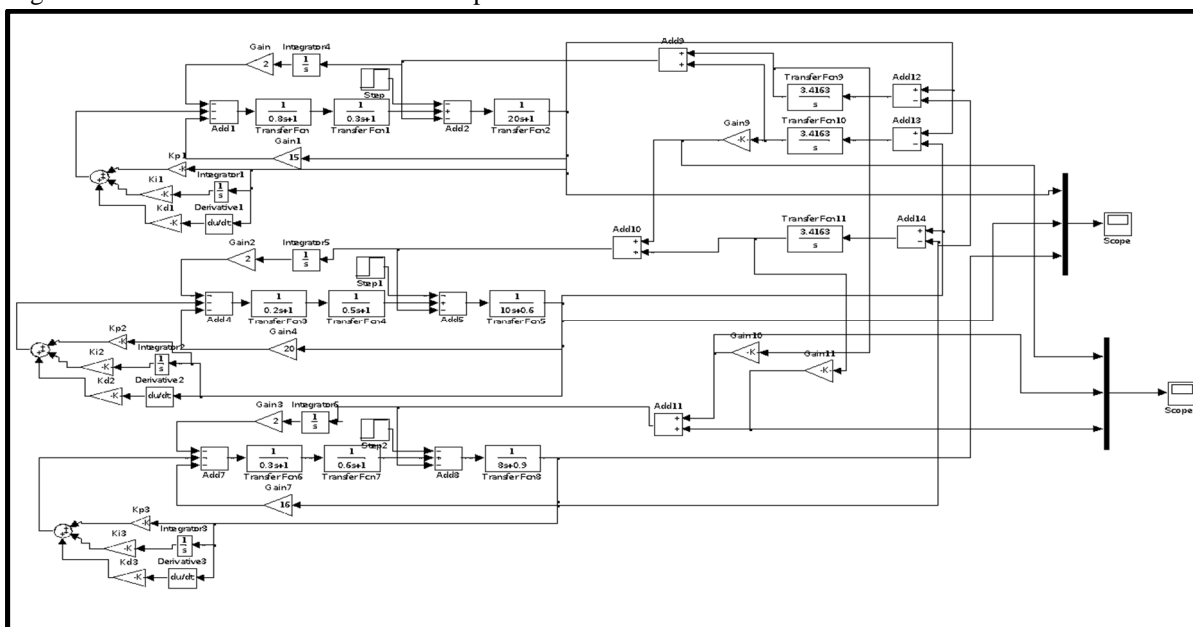 Gain
Integrator4
2
1
s
Step
Add1
1
0.8s+1
Transfer Fcn
1
0.3s+1
Transfer Fcn1
Add2
1
20s+1
Transfer Fcn2
Gain1
15
Kp1
-K
Ki1
-K
Integrator1
1
s
Kd1
-K
Derivative1
du/dt
Add9
+
+
Transfer Fcn9
3.4163
s
Add12
+
−
Gain9
-K
Transfer Fcn10
3.4163
s
Add13
+
−
Transfer Fcn11
3.4163
s
Add14
+
−
Scope
Gain2
2
Integrator5
1
s
Step1
Add10
+
+
Add4
1
0.2s+1
Transfer Fcn3
1
0.5s+1
Transfer Fcn4
Add5
1
10s+0.6
Transfer Fcn5
Gain4
20
Kp2
-K
Ki2
-K
Integrator2
1
s
Kd2
-K
Derivative2
du/dt
Gain10
-K
Gain11
-K-
Scope
Gain3
2
Integrator6
1
s
Step2
Add11
+
+
Add7
1
0.3s+1
Transfer Fcn6
1
0.6s+1
Transfer Fcn7
Add8
1
8s+0.9
Transfer Fcn8
Gain7
16
Kp3
-K
Ki3
-K
Integrator3
1
s
Kd3
-K
Derivative3
du/dt